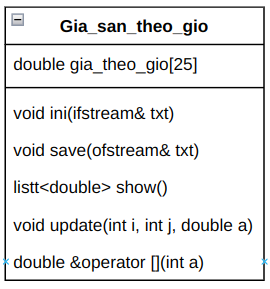 Gia_san_theo_gio
double gia_theo_gio[25]
void ini(ifstream& txt)
void save(ofstream& txt)
listt<double> show()
void update(int i, int j, double a)
double &operator [](int a)